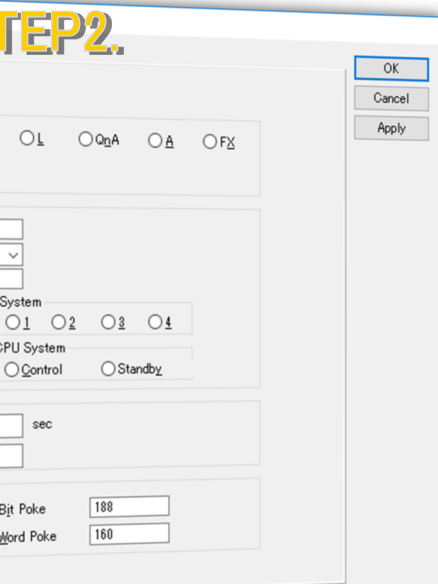 TEP2.
OK
Cancel
Apply
L QnA A FX
System
1 2 3 4
CPU System
Control Standby
sec
Bit Poke 188
Word Poke 160